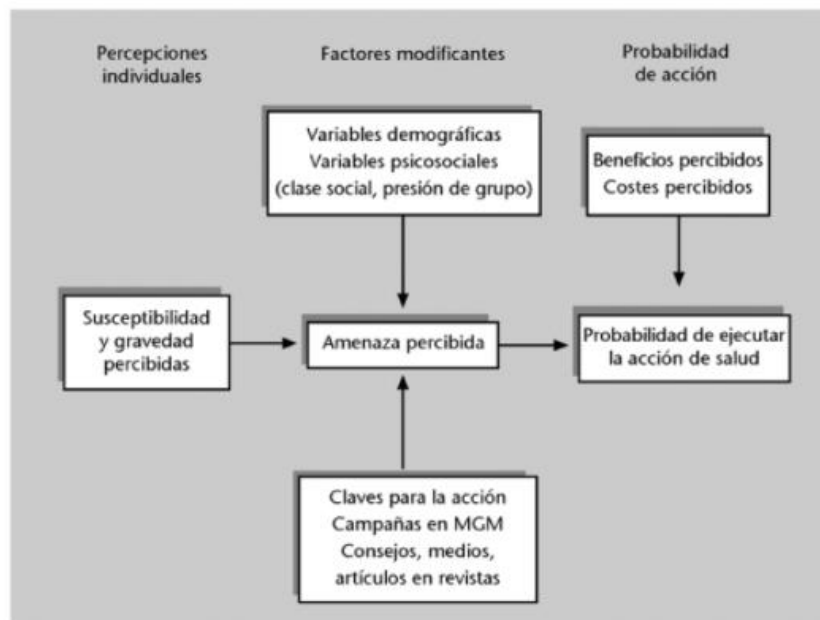 Percepciones
individuales
Factores modificantes
Probabilidad
de acción
Variables demográficas
Variables psicosociales
(clase social, presión de grupo)
Beneficios percibidos
Costes percibidos
Susceptibilidad
y gravedad
percibidas
Amenaza percibida
Probabilidad de ejecutar
la acción de salud
Claves para la acción
Campañas en MGM
Consejos, medios,
artículos en revistas